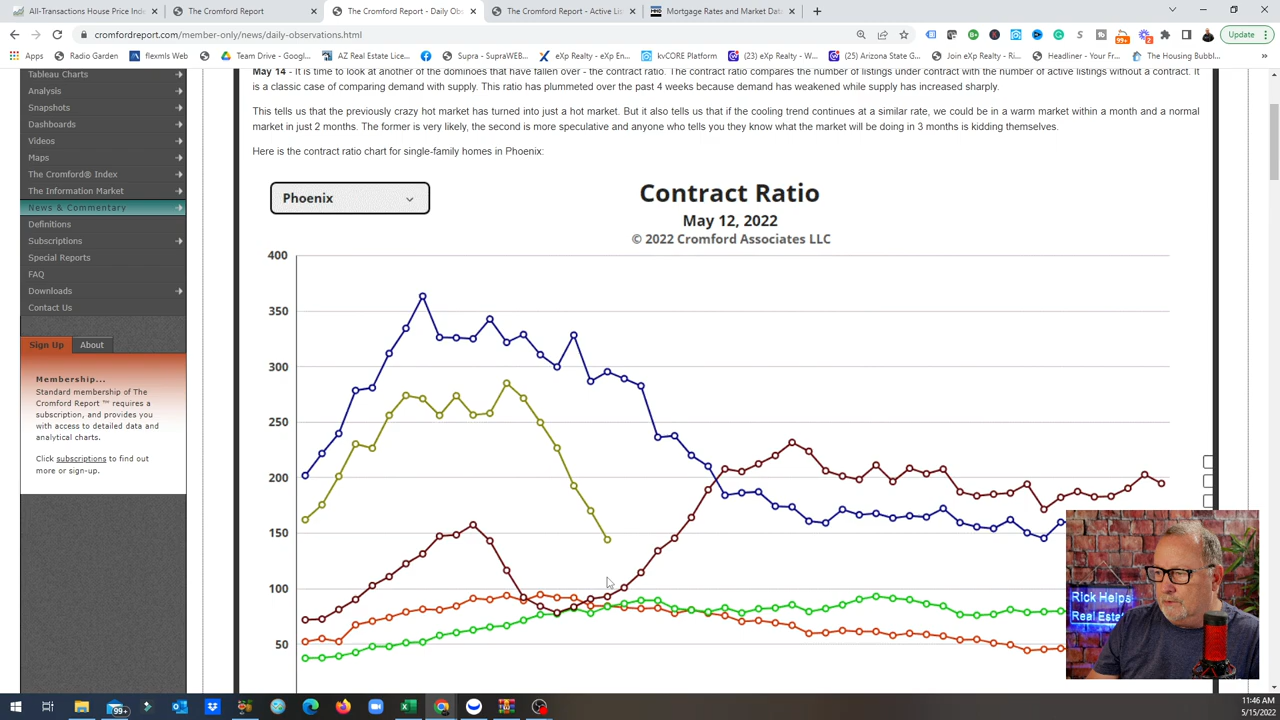 All-Transactions House Price Inde
The Cromford Report
The Cromford Report - Daily Obs
The Cromford Report - Active Lis
Mortgage Rates and Market Data
cromfordreport.com/member-only/news/daily-observations.html
Update
Apps
Radio Garden
flexmls Web
Team Drive - Googl...
AZ Real Estate Lice...
Supra - SupraWEB...
eXp Realty - eXp En...
kvCORE Platform
(25) eXp Realty - W...
(25) Arizona State G...
Join eXp Realty - Ri...
Headliner - Your Fr...
The Housing Bubbl...
Tableau Charts
Analysis
Snapshots
Dashboards
Videos
Maps
The Cromford® Index
The Information Market
News & Commentary
Definitions
Subscriptions
Special Reports
FAQ
Downloads
Contact Us
Sign Up
About
Membership...
Standard membership of The
Cromford Report ™ requires a
subscription, and provides you
with access to detailed data and
analytical charts.
Click subscriptions to find out
more or sign-up.
May 14 - It is time to look at another of the dominoes that have fallen over - the contract ratio. The contract ratio compares the number of listings under contract with the number of active listings without a contract. It
is a classic case of comparing demand with supply. This ratio has plummeted over the past 4 weeks because demand has weakened while supply has increased sharply.
This tells us that the previously crazy hot market has turned into just a hot market. But it also tells us that if the cooling trend continues at a similar rate, we could be in a warm market within a month and a normal
market in just 2 months. The former is very likely, the second is more speculative and anyone who tells you they know what the market will be doing in 3 months is kidding themselves.
Here is the contract ratio chart for single-family homes in Phoenix:
Phoenix
Contract Ratio
May 12, 2022
© 2022 Cromford Associates LLC
400
350
300
250
200
150
100
50
Rick Helps
Real Esta
99+
11:46 AM
5/15/2022